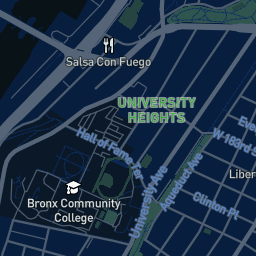 Salsa Con Fuego
UNIVERSITY
HEIGHTS
Hall of Fame Ter
W 183rd S
University Ave
Aqueduct Ave
Liber
Clinton Pl
Bronx Community
College